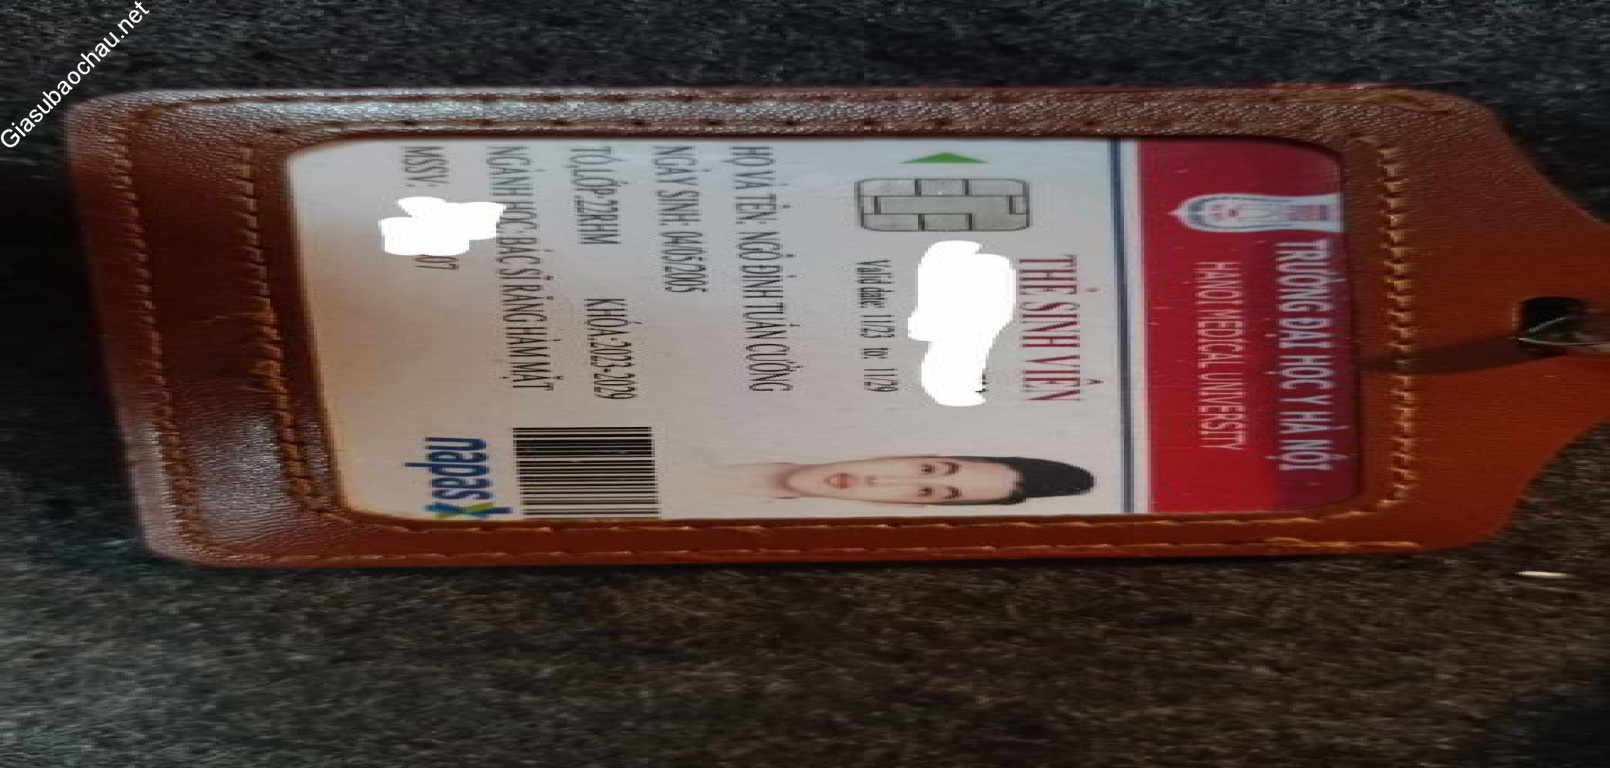 Giasubaochau.net
TRƯỜNG ĐẠI HỌC Y HÀ NỘI
HANOI MEDICAL UNIVERSITY
THẺ SINH VIÊN
Valid date: 11/23 to: 11/29
HỌ VÀ TÊN: NGÔ ĐÌNH TUẤN CƯỜNG
NGÀY SINH: 04/05/2005
TỔ,LỚP:22RHM KHÓA:2023-2029
NGÀNH HỌC:BÁC SĨ RĂNG HÀM MẶT
MSSV: 07
napas